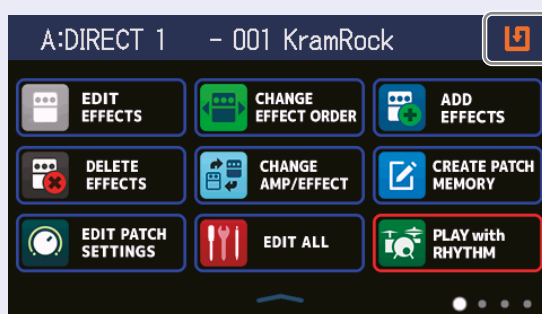 A:DIRECT 1 - 001 KramRock
EDIT
EFFECTS
CHANGE
EFFECT ORDER
ADD
EFFECTS
DELETE
EFFECTS
CHANGE
AMP/EFFECT
CREATE PATCH
MEMORY
EDIT PATCH
SETTINGS
EDIT ALL
PLAY with
RHYTHM